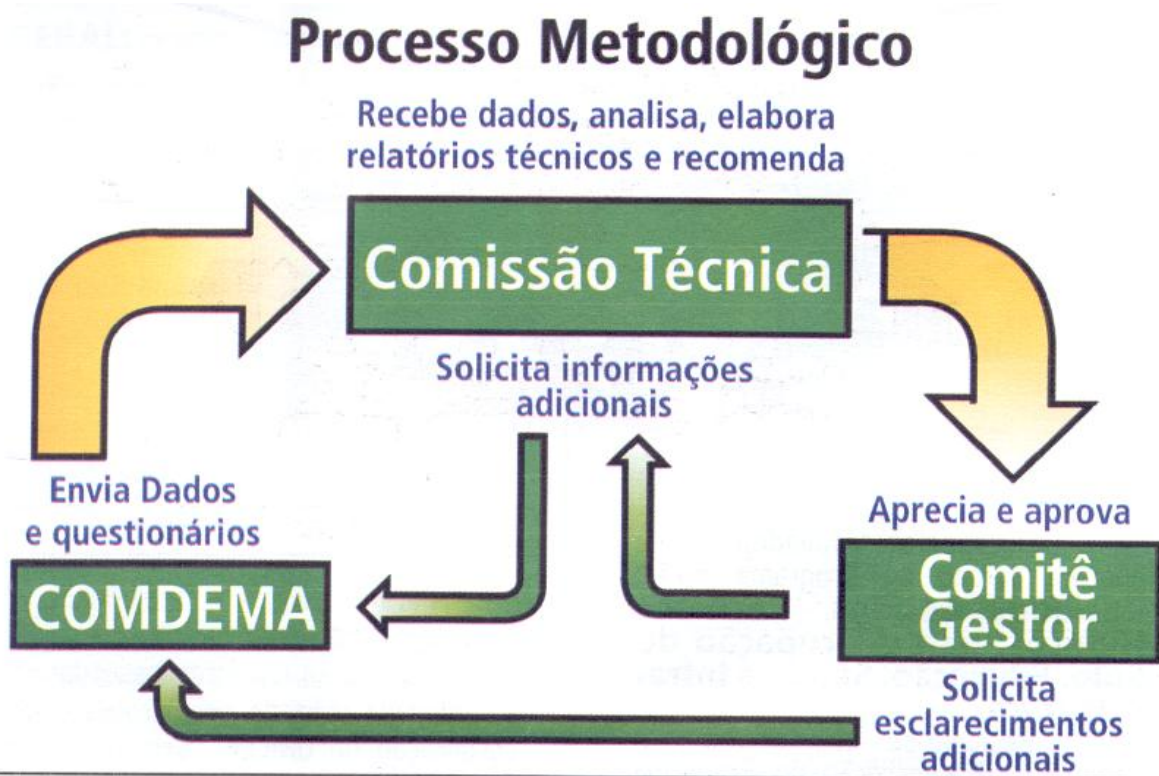 Processo Metodológico
Recebe dados, analisa, elabora
relatórios técnicos e recomenda
Comissão Técnica
Solicita informações
adicionais
Envia Dados
e questionários
COMDEMA
Aprecia e aprova
Comitê
Gestor
Solicita
esclarecimentos
adicionais